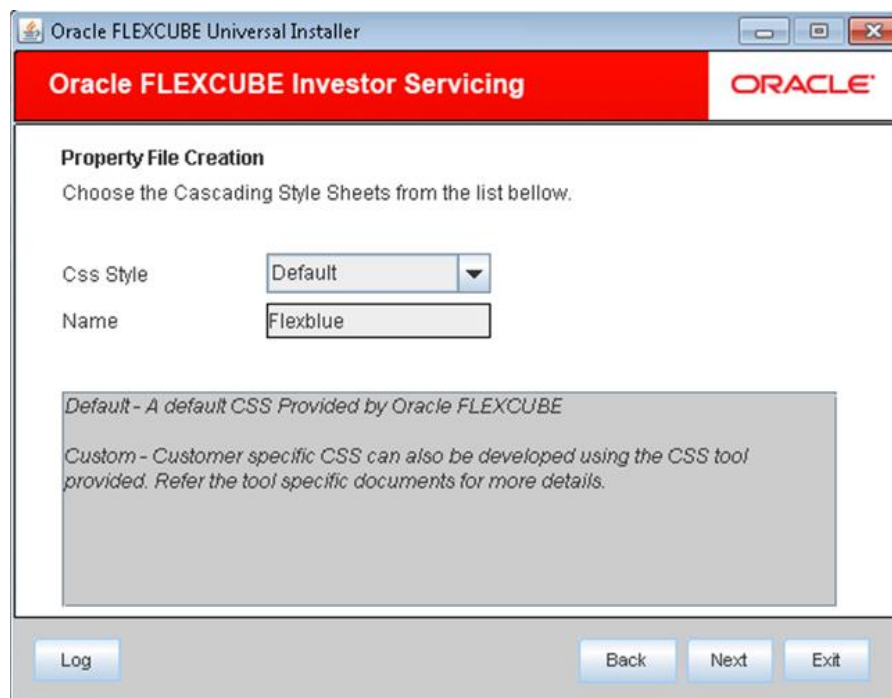 Oracle FLEXCUBE Universal Installer
Oracle FLEXCUBE Investor Servicing
ORACLE
Property File Creation
Choose the Cascading Style Sheets from the list bellow.
Css Style
Default
Name
Flexblue
Default - A default CSS Provided by Oracle FLEXCUBE
Custom - Customer specific CSS can also be developed using the CSS tool
provided. Refer the tool specific documents for more details.
Log
Back
Next
Exit